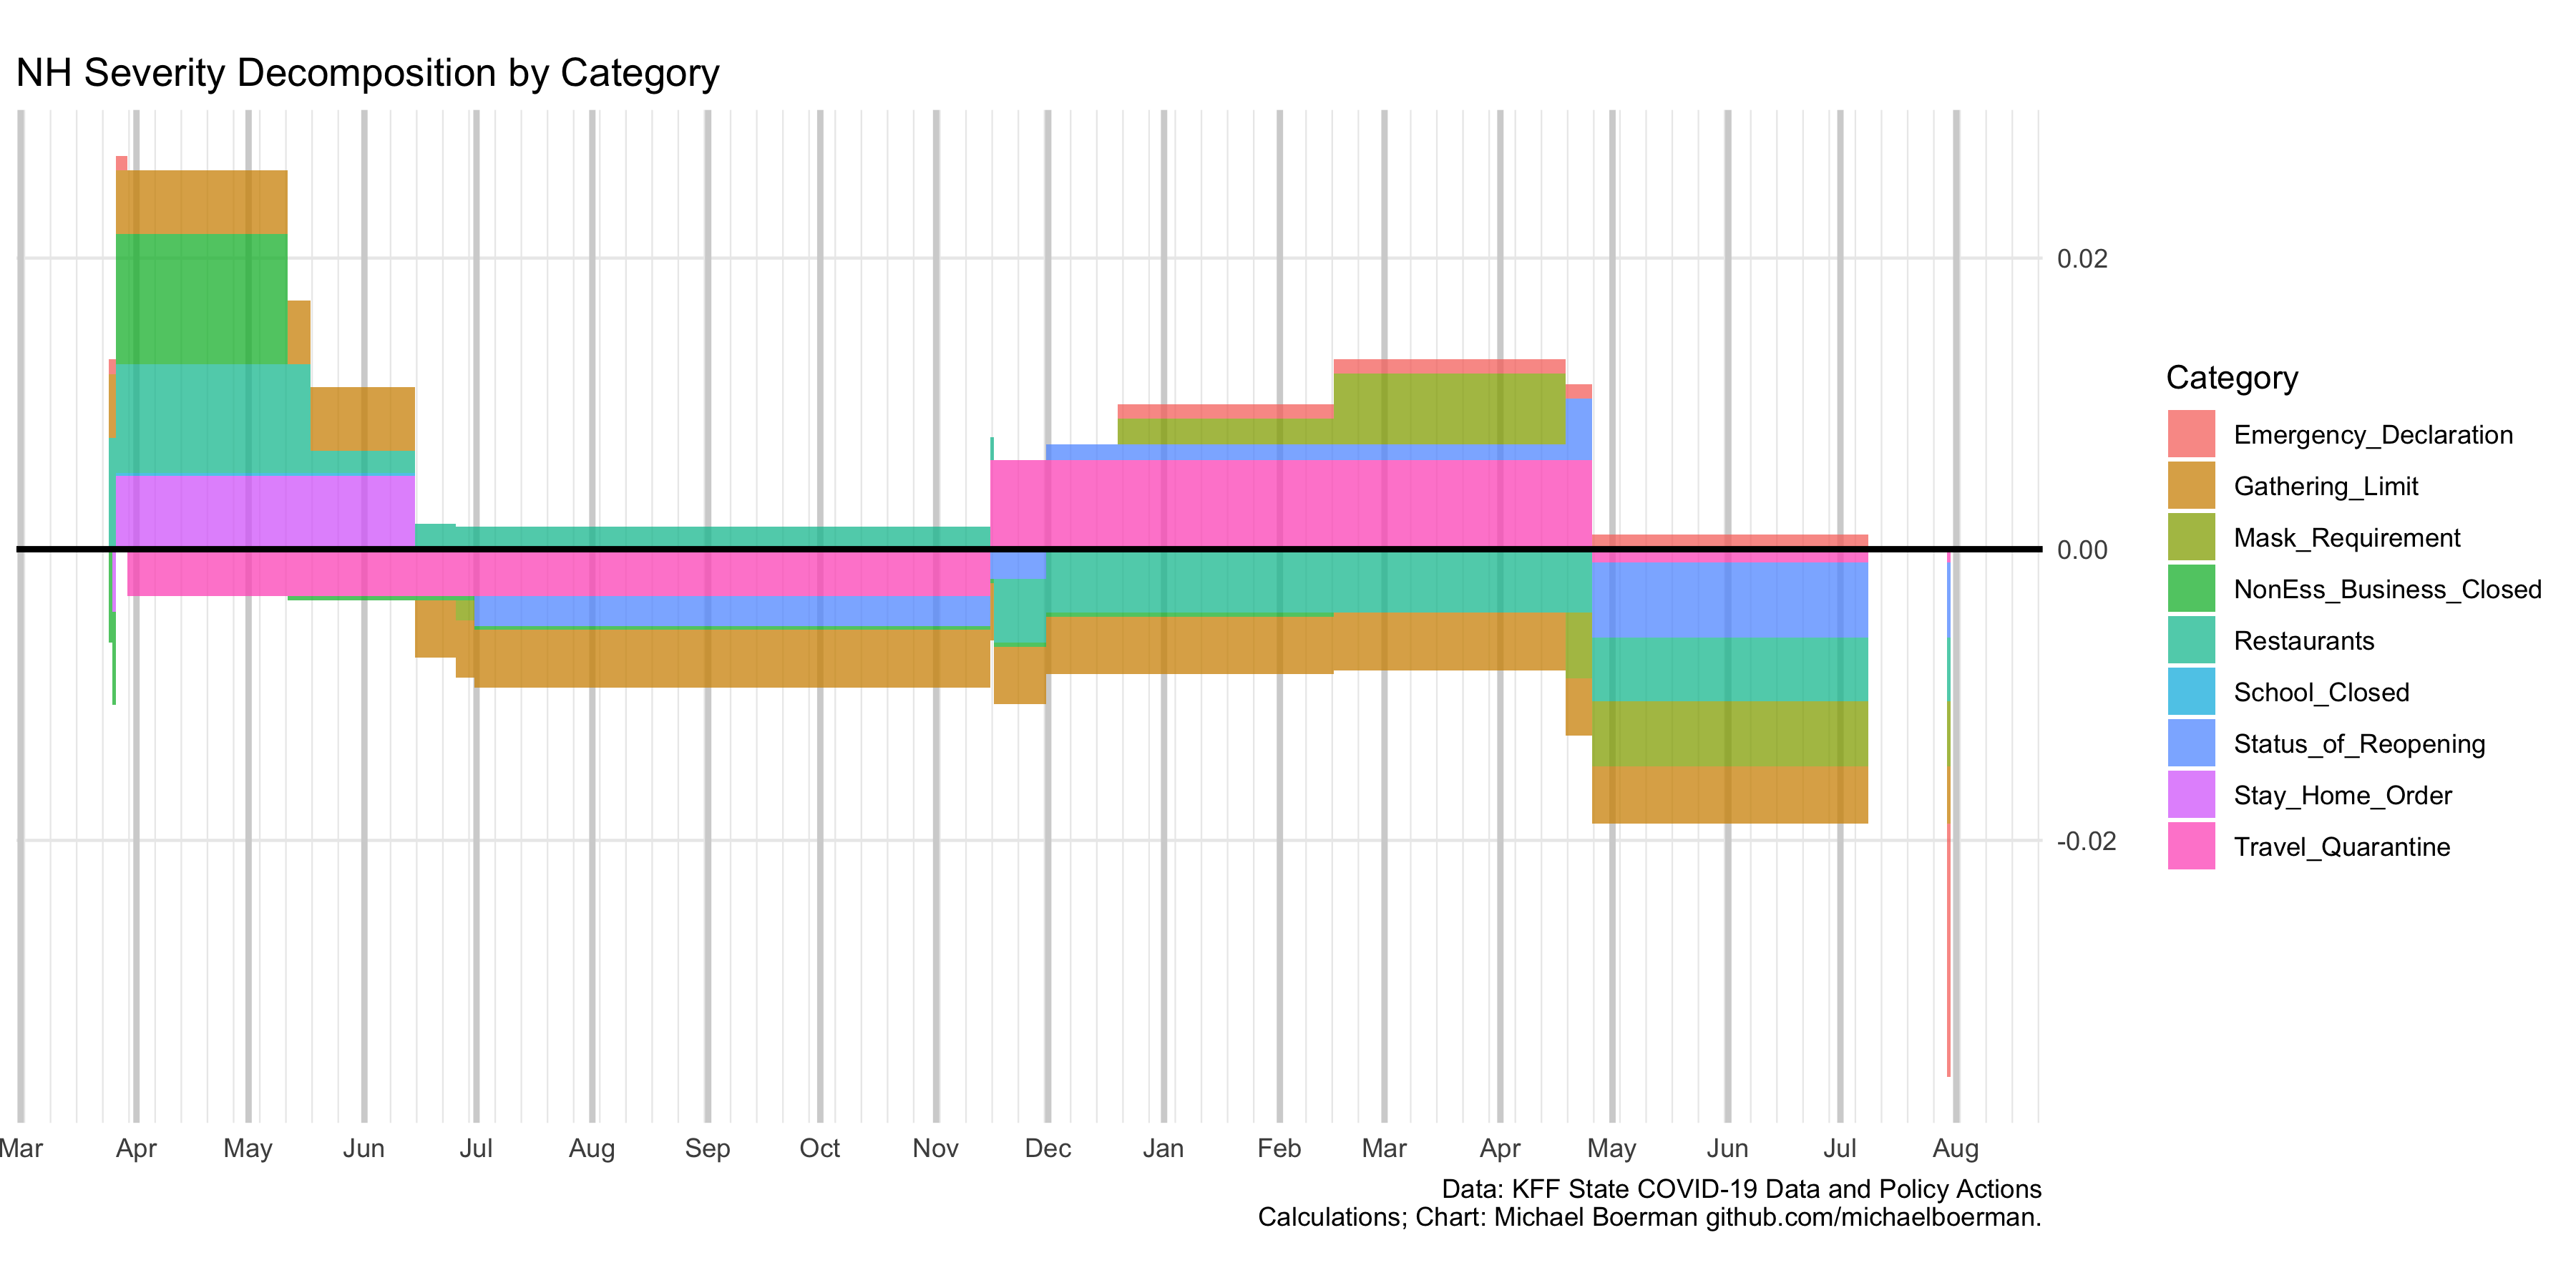 NH Severity Decomposition by Category
0.02
0.00
-0.02
Mar Apr May Jun Jul Aug Sep Oct Nov Dec Jan Feb Mar Apr May Jun Jul Aug
Category
Emergency_Declaration
Gathering_Limit
Mask_Requirement
NonEss_Business_Closed
Restaurants
School_Closed
Status_of_Reopening
Stay_Home_Order
Travel_Quarantine
Data: KFF State COVID-19 Data and Policy Actions
Calculations; Chart: Michael Boerman github.com/michaelboerman.